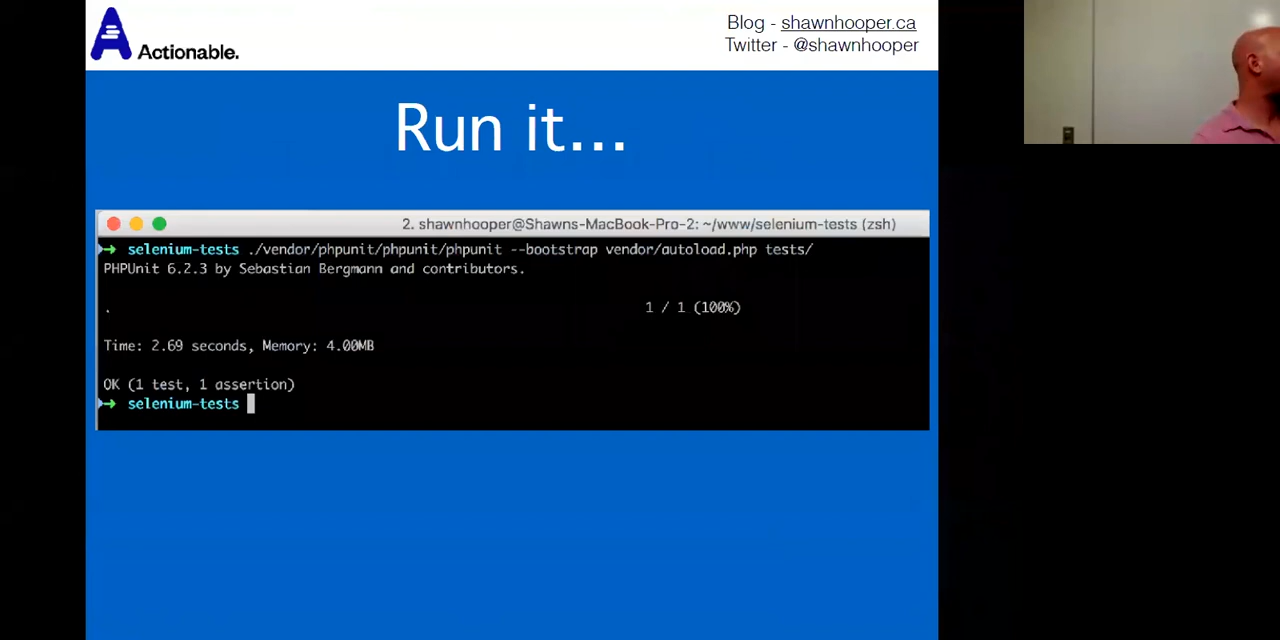 Actionable.
Blog - shawnhooper.ca
Twitter - @shawnhooper
Run it...
2. shawnhooper@Shawns-MacBook-Pro-2: ~/www/selenium-tests (zsh)
selenium-tests ./vendor/phpunit/phpunit/phpunit --bootstrap vendor/autoload.php tests/
PHPUnit 6.2.3 by Sebastian Bergmann and contributors.
. 1 / 1 (100%)
Time: 2.69 seconds, Memory: 4.00MB
OK (1 test, 1 assertion)
selenium-tests